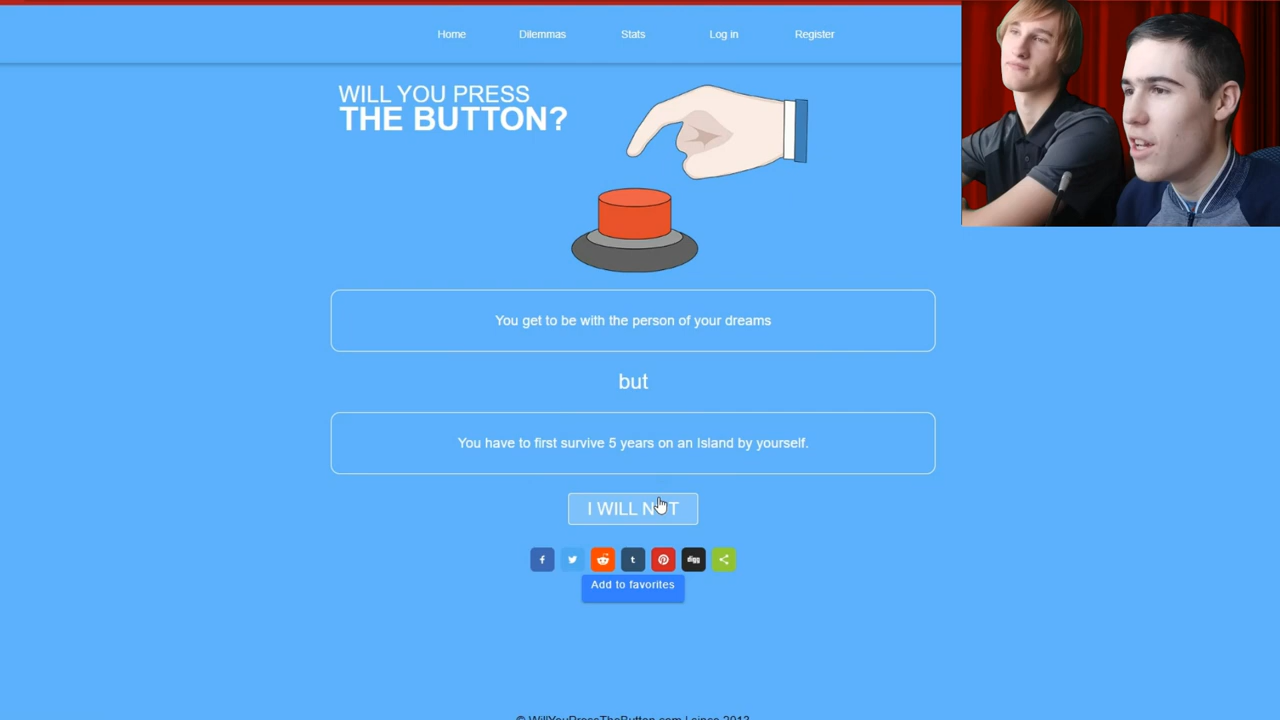 Home Dilemmas Stats Log in Register
WILL YOU PRESS
THE BUTTON?
You get to be with the person of your dreams
but
You have to first survive 5 years on an Island by yourself.
I WILL NOT
digg
Add to favorites
© WillYouPressTheButton.com | since 2013